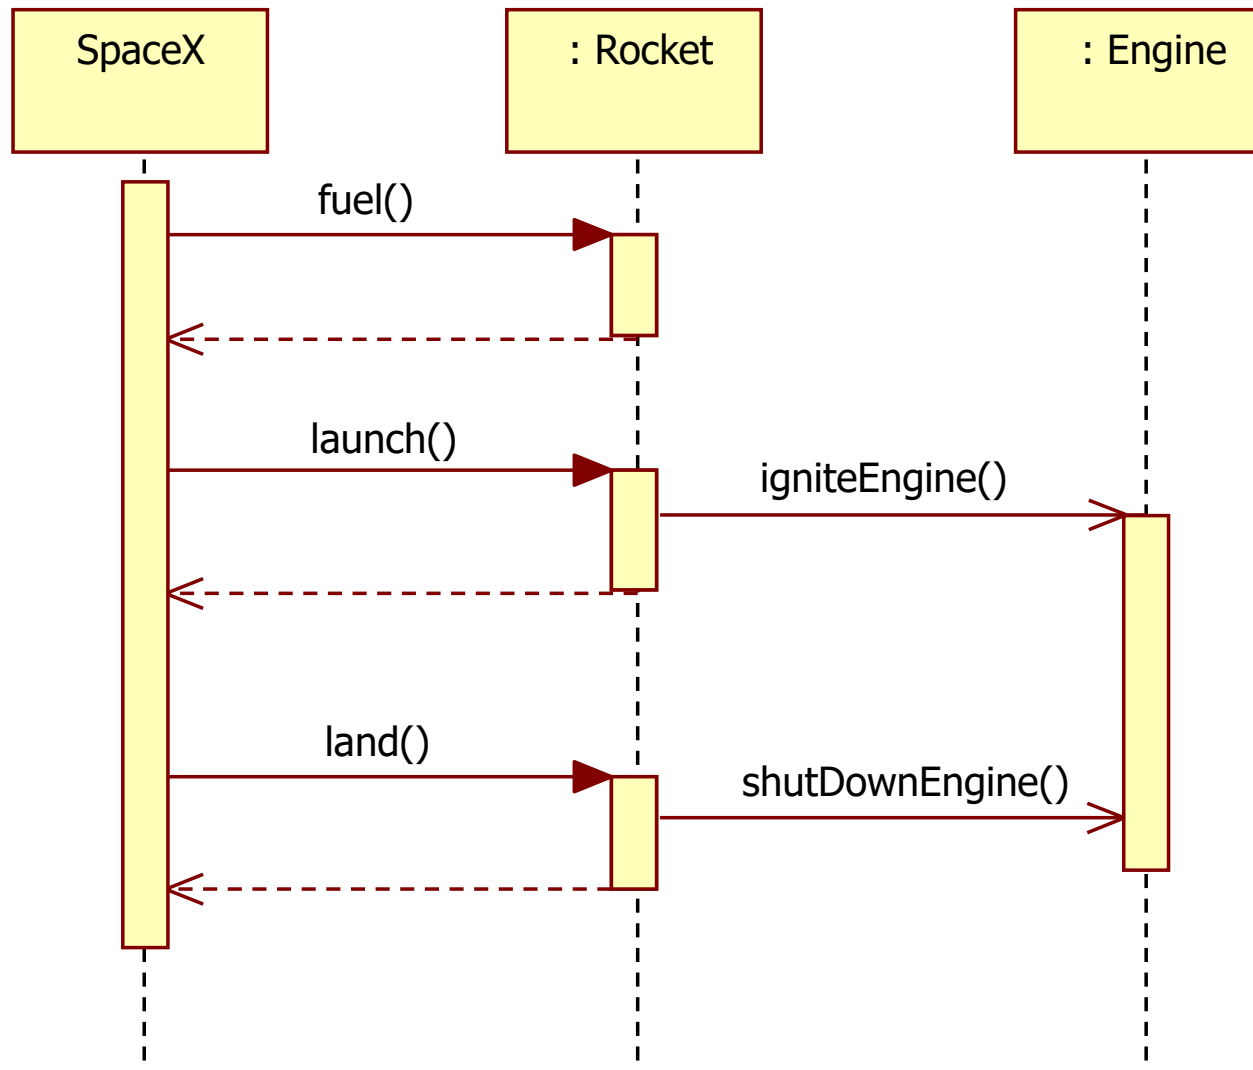 SpaceX
: Rocket
: Engine
fuel()
launch()
igniteEngine()
land()
shutDownEngine()